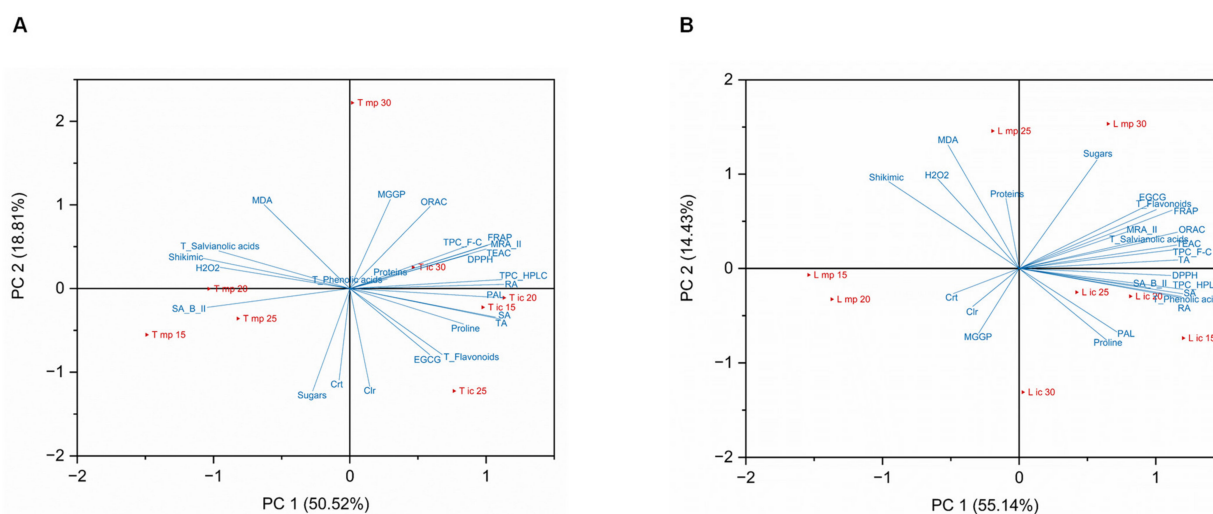 A
2
1
0
−1
−2
PC 2 (18.81%)
T mp 30
MDA
MGGP
ORAC
T_Salvianolic acids
Shikimic
H2O2
FRAP
TPC_F-C
MRA_II
TEAC
DPPH
Proteins
T ic 30
T_Phenolic acids
TPC_HPLC
RA
T mp 20
PAL
T ic 20
T ic 15
SA_B_II
SA
TA
T mp 25
Proline
T mp 15
EGCG
T_Flavonoids
Sugars
Crt
Clr
T ic 25
−2
−1
0
1
2
PC 1 (50.52%)
B
2
1
0
−1
−2
PC 2 (14.43%)
L mp 25
L mp 30
MDA
Sugars
Shikimic
H2O2
Proteins
EGCG
T_Flavonoids
FRAP
MRA_II
ORAC
T_Salvianolic acids
TEAC
TPC_F-C
TA
L mp 15
DPPH
SA_B_II
TPC_HPL
L mp 20
Crt
L ic 25
L ic 20
SA
T_Phenolic acid
RA
Clr
MGGP
PAL
Proline
L ic 15
L ic 30
−2
−1
0
1
PC 1 (55.14%)